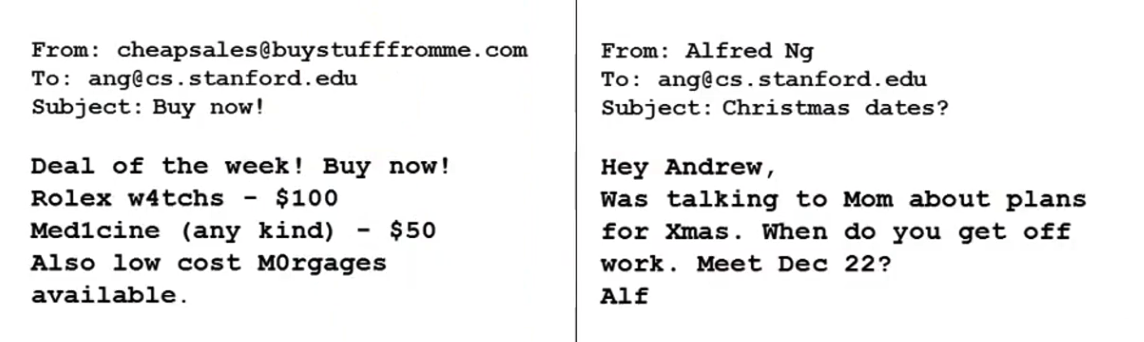 From: cheapsales@buystufffromme.com
To: ang@cs.stanford.edu
Subject: Buy now!
Deal of the week! Buy now!
Rolex w4tchs - $100
Med1cine (any kind) - $50
Also low cost M0rgages
available.
From: Alfred Ng
To: ang@cs.stanford.edu
Subject: Christmas dates?
Hey Andrew,
Was talking to Mom about plans
for Xmas. When do you get off
work. Meet Dec 22?
Alf